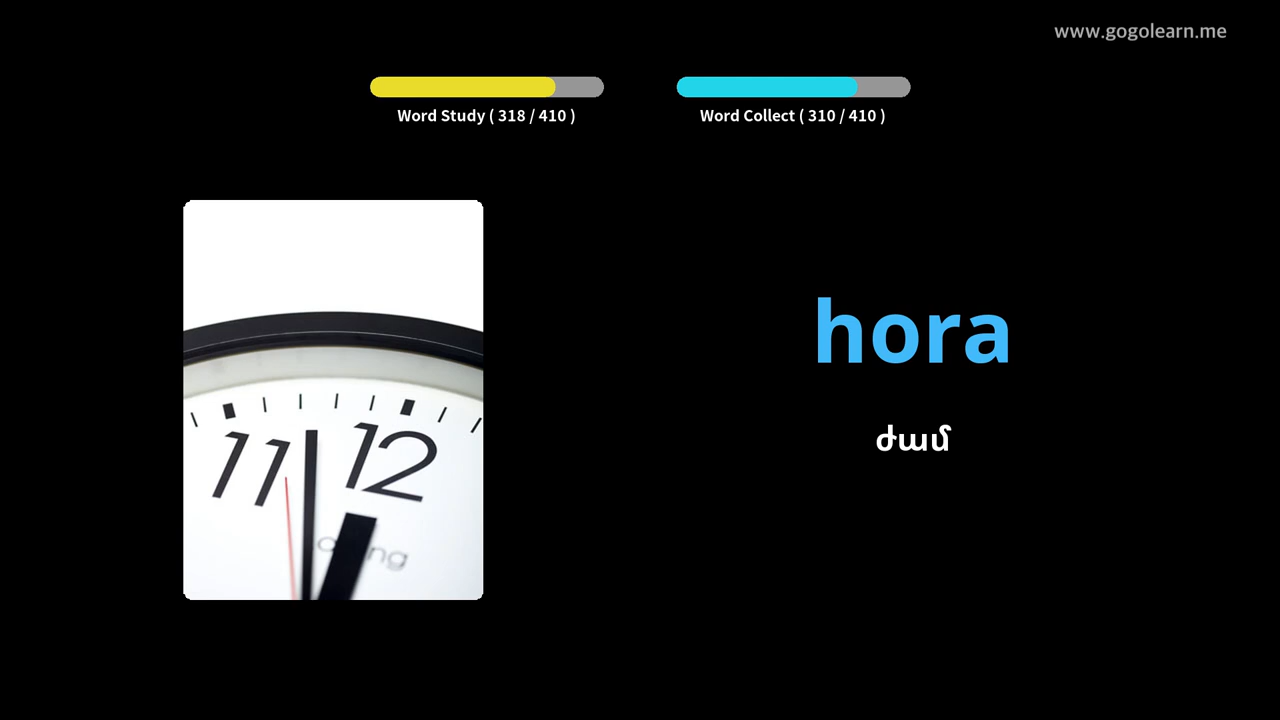 www.gogolearn.me
Word Study ( 318 / 410 )
Word Collect ( 310 / 410 )
hora
ժամ
11
12